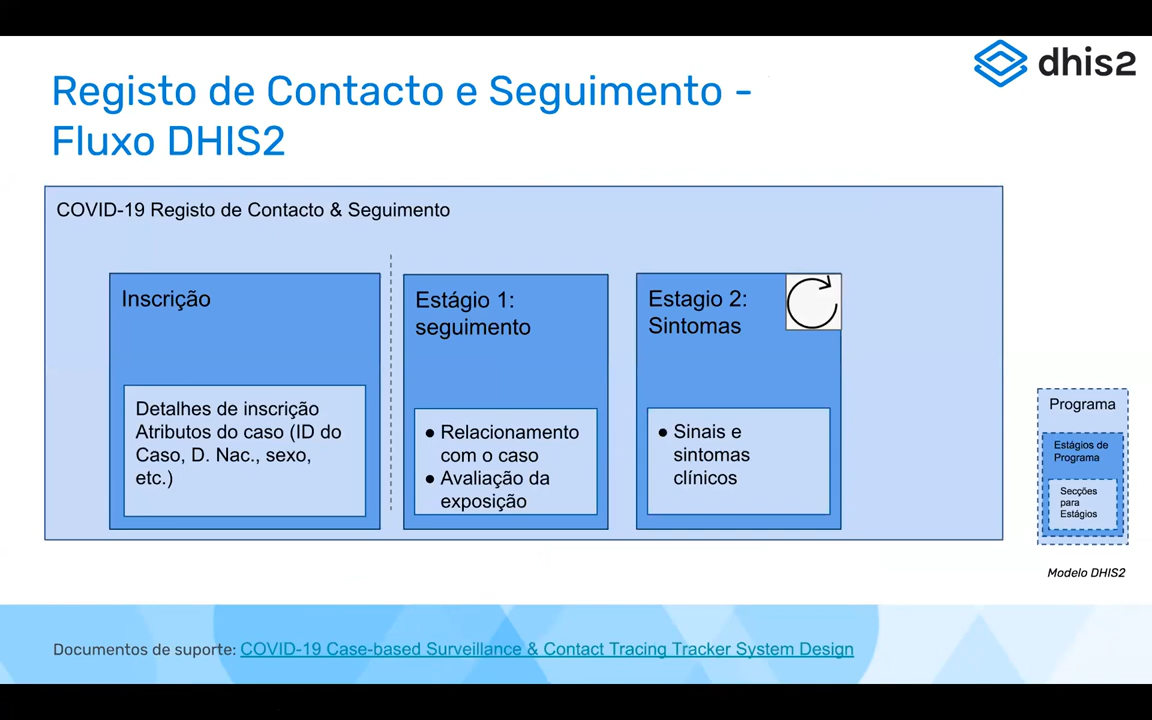 dhis2
Registo de Contacto e Seguimento -
Fluxo DHIS2
COVID-19 Registo de Contacto & Seguimento
Inscrição
Detalhes de inscrição
Atributos do caso (ID do
Caso, D. Nac., sexo,
etc.)
Estágio 1:
seguimento
● Relacionamento
com o caso
● Avaliação da
exposição
Estagio 2:
Sintomas
● Sinais e
sintomas
clínicos
Programa
Estágios de
Programa
Secções
para
Estágios
Modelo DHIS2
Documentos de suporte: COVID-19 Case-based Surveillance & Contact Tracing Tracker System Design